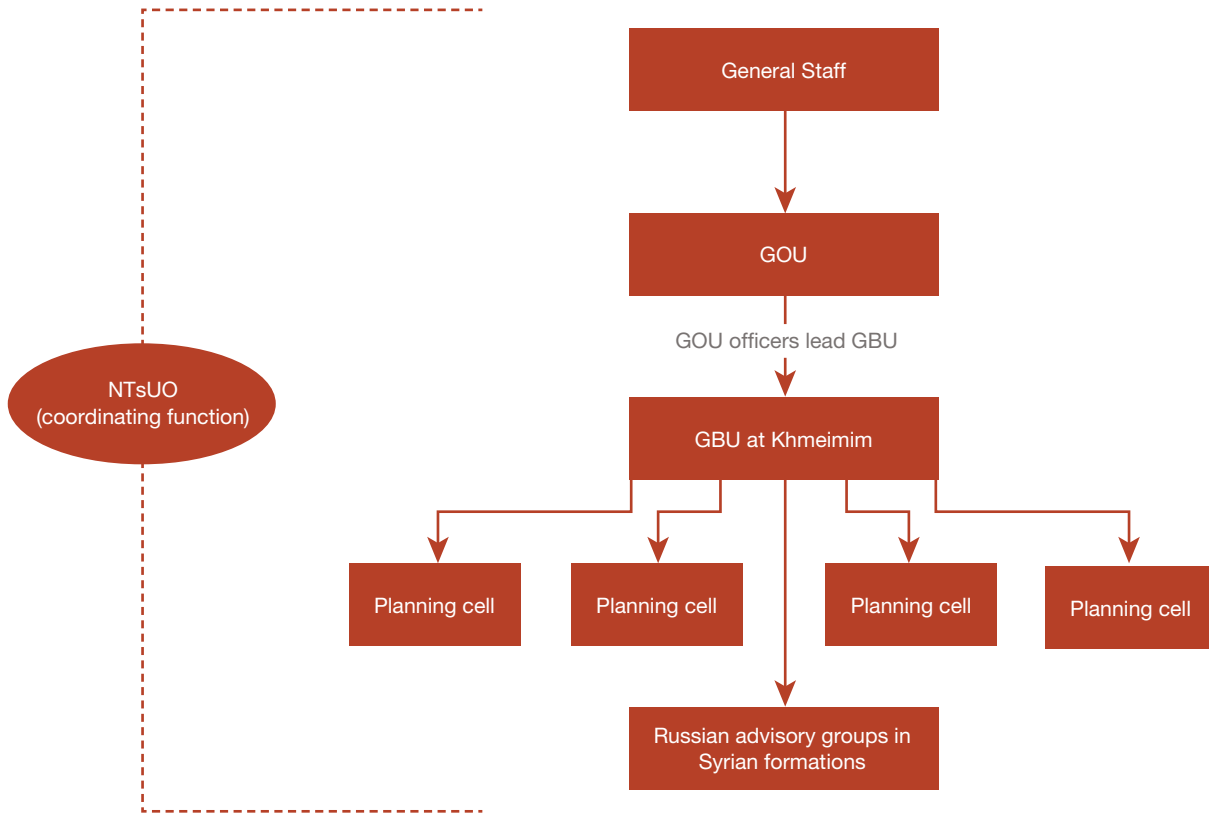 General Staff
GOU
GOU officers lead GBU
NTsUO
(coordinating function)
GBU at Khmeimim
Planning cell
Planning cell
Planning cell
Planning cell
Russian advisory groups in
Syrian formations